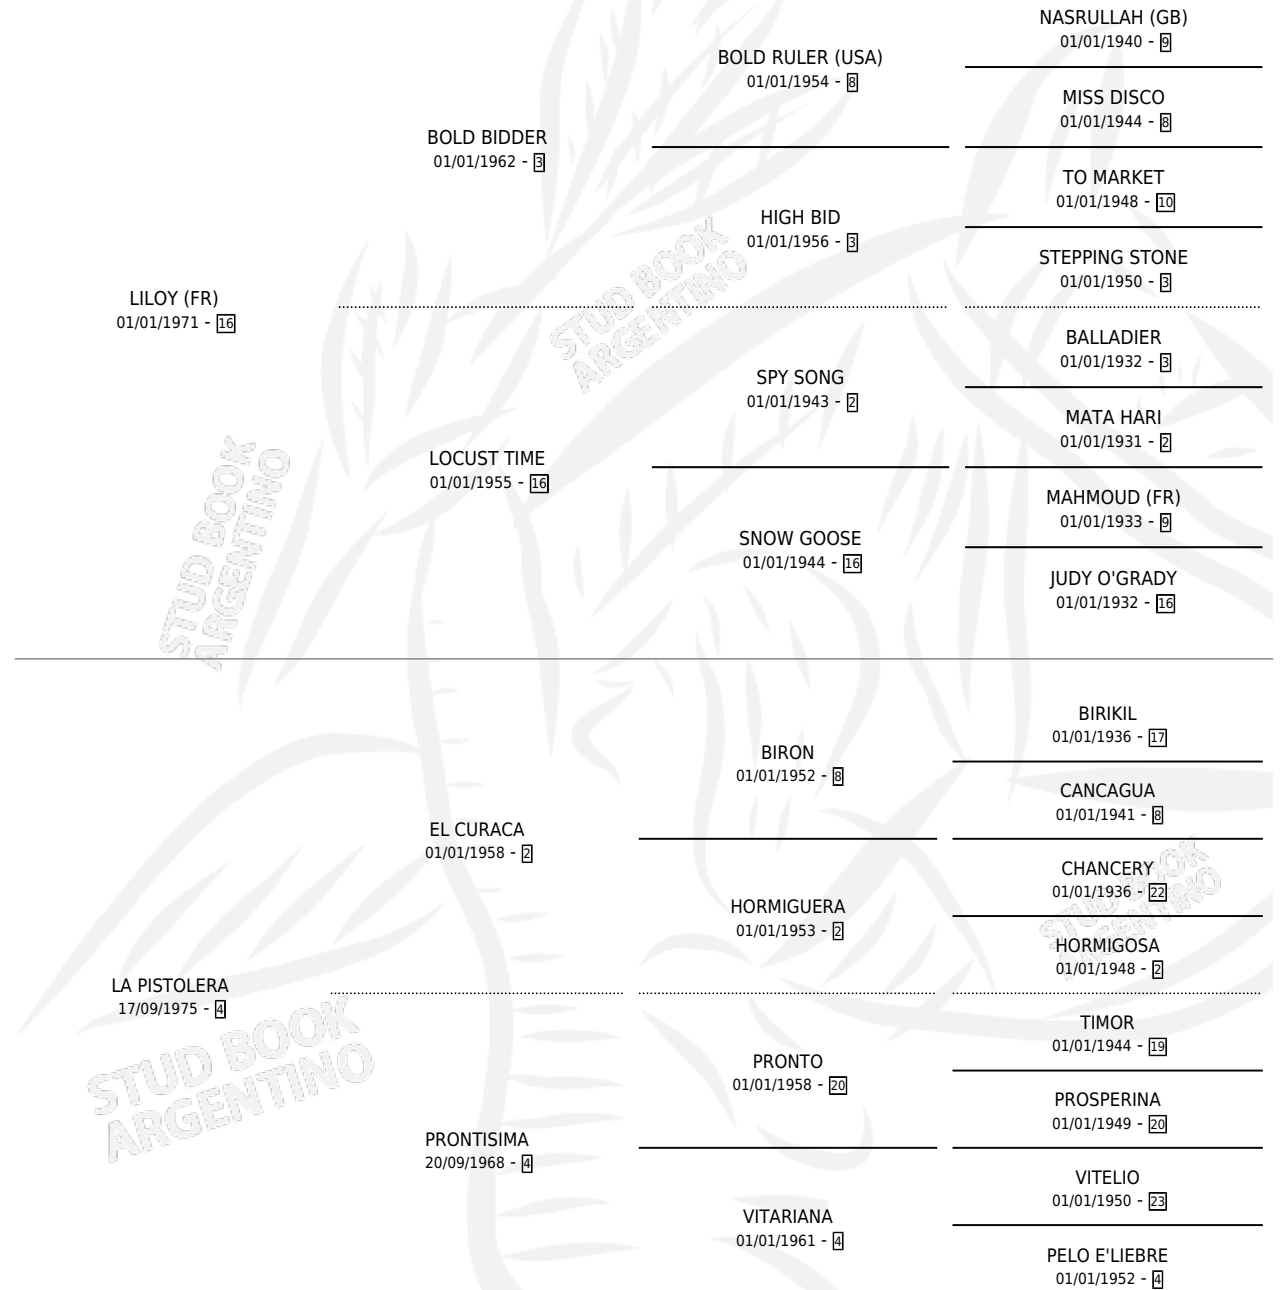 NASRULLAH (GB)
01/01/1940 - 9
BOLD RULER (USA)
01/01/1954 - 8
MISS DISCO
01/01/1944 - 8
BOLD BIDDER
01/01/1962 - 3
TO MARKET
01/01/1948 - 10
HIGH BID
01/01/1956 - 3
STEPPING STONE
01/01/1950 - 3
LILOY (FR)
01/01/1971 - 16
BALLADIER
01/01/1932 - 3
SPY SONG
01/01/1943 - 2
MATA HARI
01/01/1931 - 2
LOCUST TIME
01/01/1955 - 16
MAHMOUD (FR)
01/01/1933 - 9
SNOW GOOSE
01/01/1944 - 16
JUDY O'GRADY
01/01/1932 - 16
BIRIKIL
01/01/1936 - 17
BIRON
01/01/1952 - 8
CANCAGUA
01/01/1941 - 8
EL CURACA
01/01/1958 - 2
CHANCERY
01/01/1936 - 22
HORMIGUERA
01/01/1953 - 2
HORMIGOSA
01/01/1948 - 2
LA PISTOLERA
17/09/1975 - 4
TIMOR
01/01/1944 - 19
PRONTO
01/01/1958 - 20
PROSPERINA
01/01/1949 - 20
PRONTISIMA
20/09/1968 - 4
VITELIO
01/01/1950 - 23
VITARIANA
01/01/1961 - 4
PELO E'LIEBRE
01/01/1952 - 4
STUD BOOK
ARGENTINO
STUD BOOK
ARGENTINO
STUD BOOK
ARGENTINO
STUD BOOK
ARGENTINO